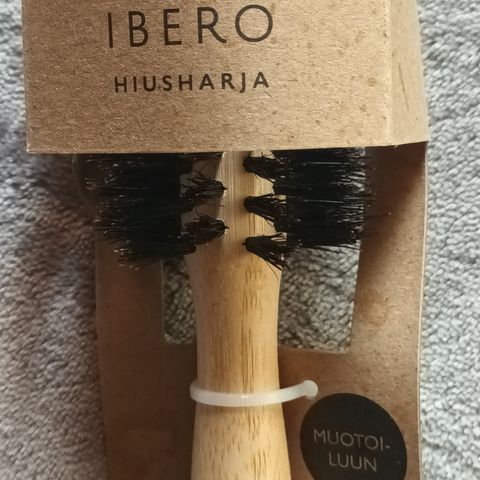 IBERO
HIUSHARJA
MUOTOI-
LUUN